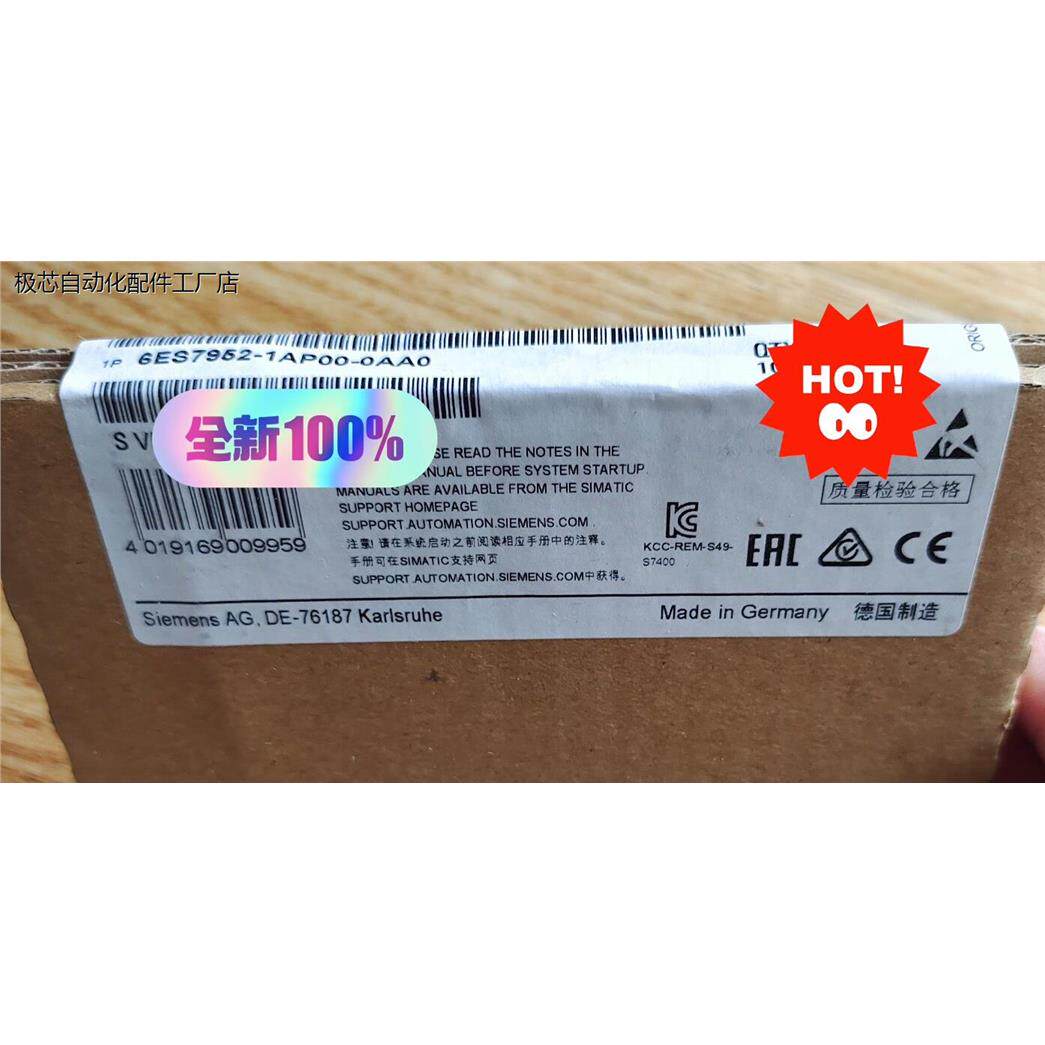 极芯自动化配件工厂店
1P 6ES7952-1AP00-0AA0
ORIG
HOT!
S V
全新100%
SE READ THE NOTES IN THE
NUAL BEFORE SYSTEM STARTUP.
MANUALS ARE AVAILABLE FROM THE SIMATIC
SUPPORT HOMEPAGE
SUPPORT.AUTOMATION.SIEMENS.COM .
注意! 请在系统启动之前阅读相应手册中的注释。
手册可在SIMATIC支持网页
SUPPORT.AUTOMATION.SIEMENS.COM中获得。
质量检验合格
4 019169 009959
KCC-REM-S49-
S7400
EAC
CE
Siemens AG, DE-76187 Karlsruhe
Made in Germany 德国制造